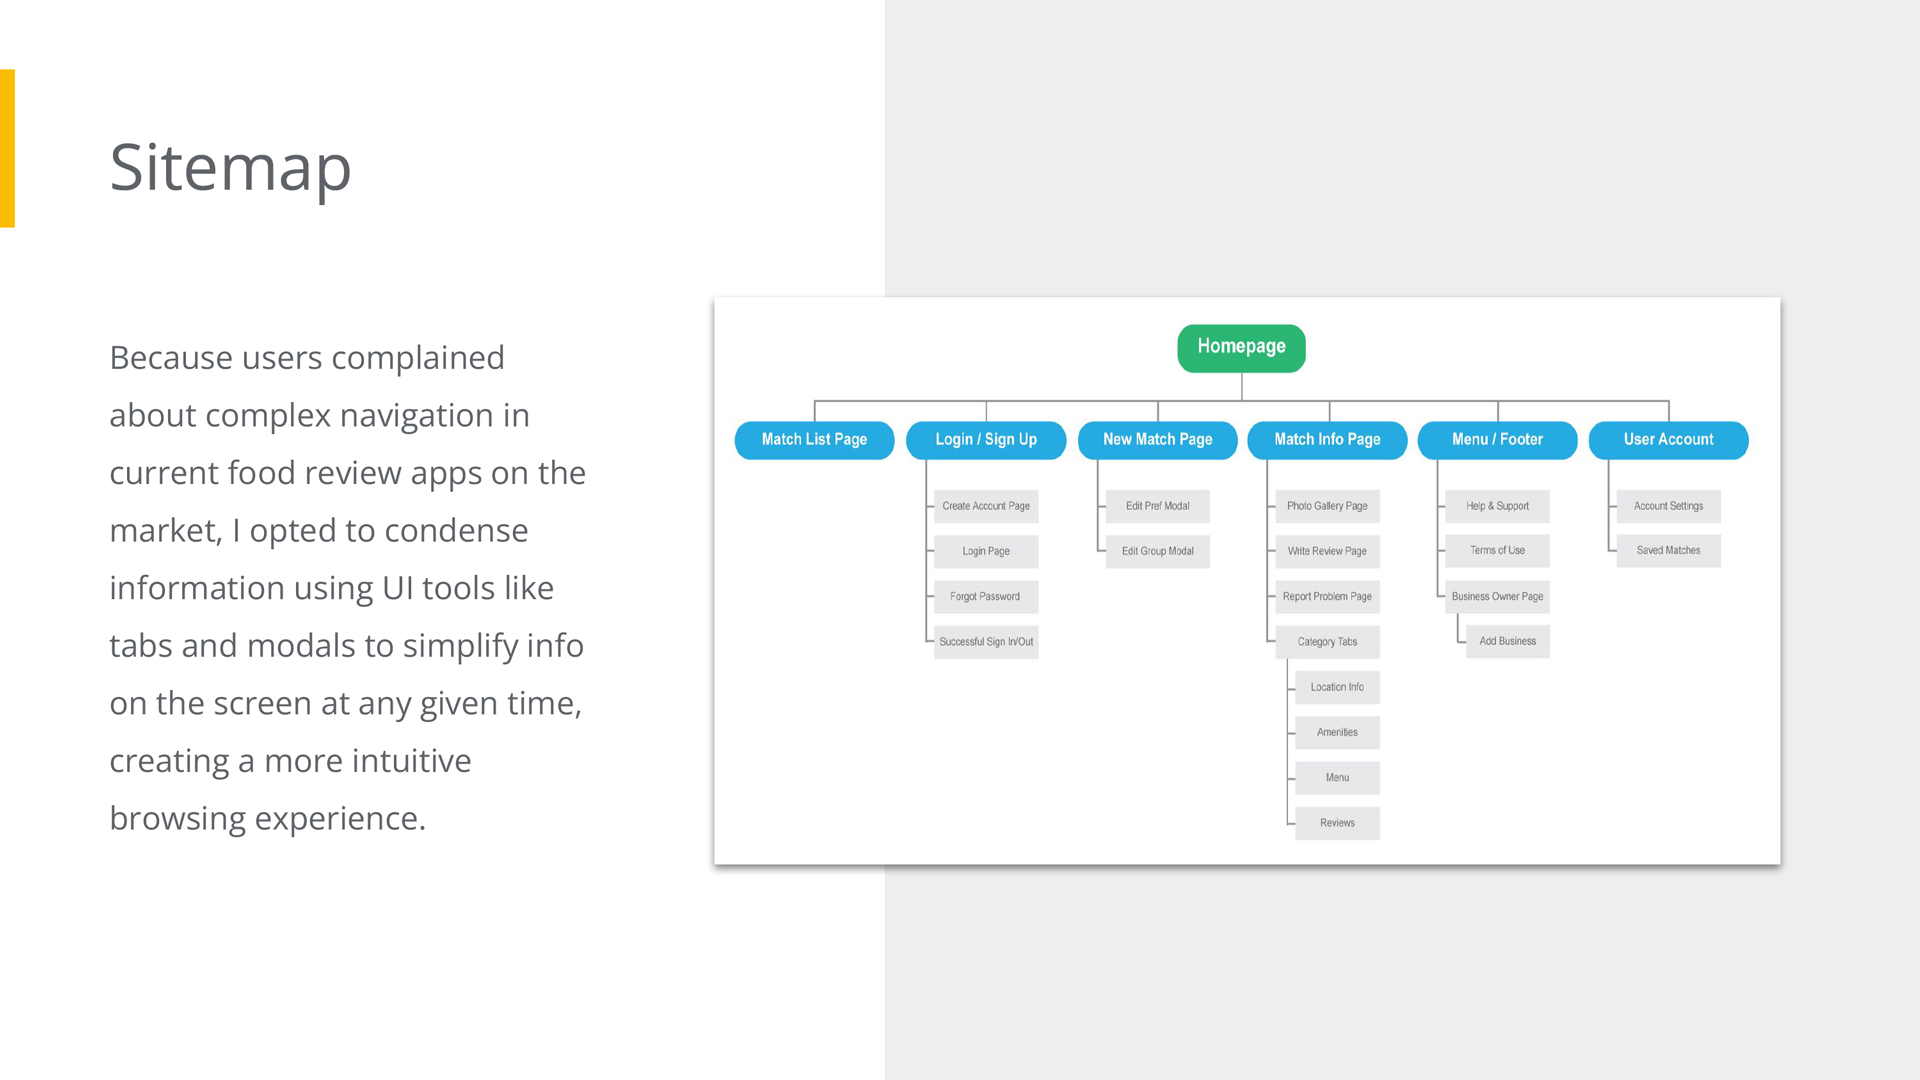 Sitemap
Because users complained
about complex navigation in
current food review apps on the
market, I opted to condense
information using UI tools like
tabs and modals to simplify info
on the screen at any given time,
creating a more intuitive
browsing experience.
Homepage
Match List Page
Login / Sign Up
Create Account Page
Login Page
Forgot Password
Successful Sign In/Out
New Match Page
Edit Pref Modal
Edit Group Modal
Match Info Page
Photo Gallery Page
Write Review Page
Report Problem Page
Category Tabs
Location Info
Amenities
Menu
Reviews
Menu / Footer
Help & Support
Terms of Use
Business Owner Page
Add Business
User Account
Account Settings
Saved Matches